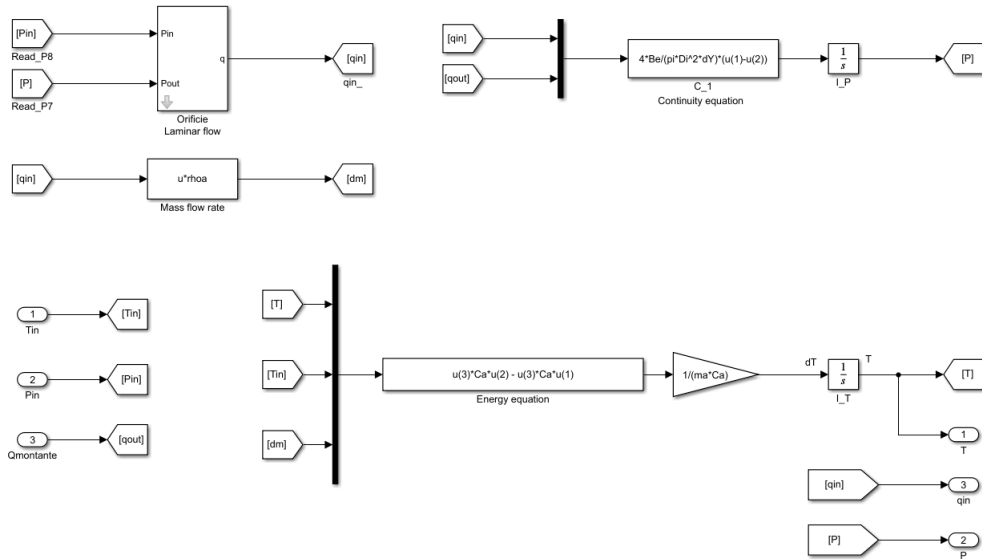 [Pin]
Read_P8
[P]
Read_P7
Pin
Pout
q
Orificie
Laminar flow
[qin]
qin_
[qin]
[qout]
4*Be/(pi*Di^2*dY)*(u(1)-u(2))
C_1
Continuity equation
1
s
I_P
[P]
[qin]
u*rhoa
Mass flow rate
[dm]
1
Tin
[Tin]
2
Pin
[Pin]
3
Qmontante
[qout]
[T]
[Tin]
[dm]
u(3)*Ca*u(2) - u(3)*Ca*u(1)
Energy equation
1/(ma*Ca)
dT
1
s
I_T
T
[T]
1
T
[qin]
3
qin
[P]
2
P